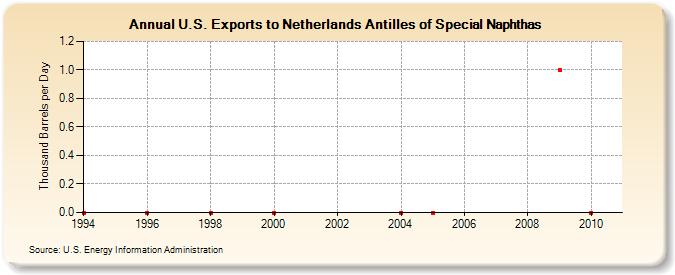 Annual U.S. Exports to Netherlands Antilles of Special Naphthas
Thousand Barrels per Day
1.2
1.0
0.8
0.6
0.4
0.2
0.0
1994 1996 1998 2000 2002 2004 2006 2008 2010
Source: U.S. Energy Information Administration